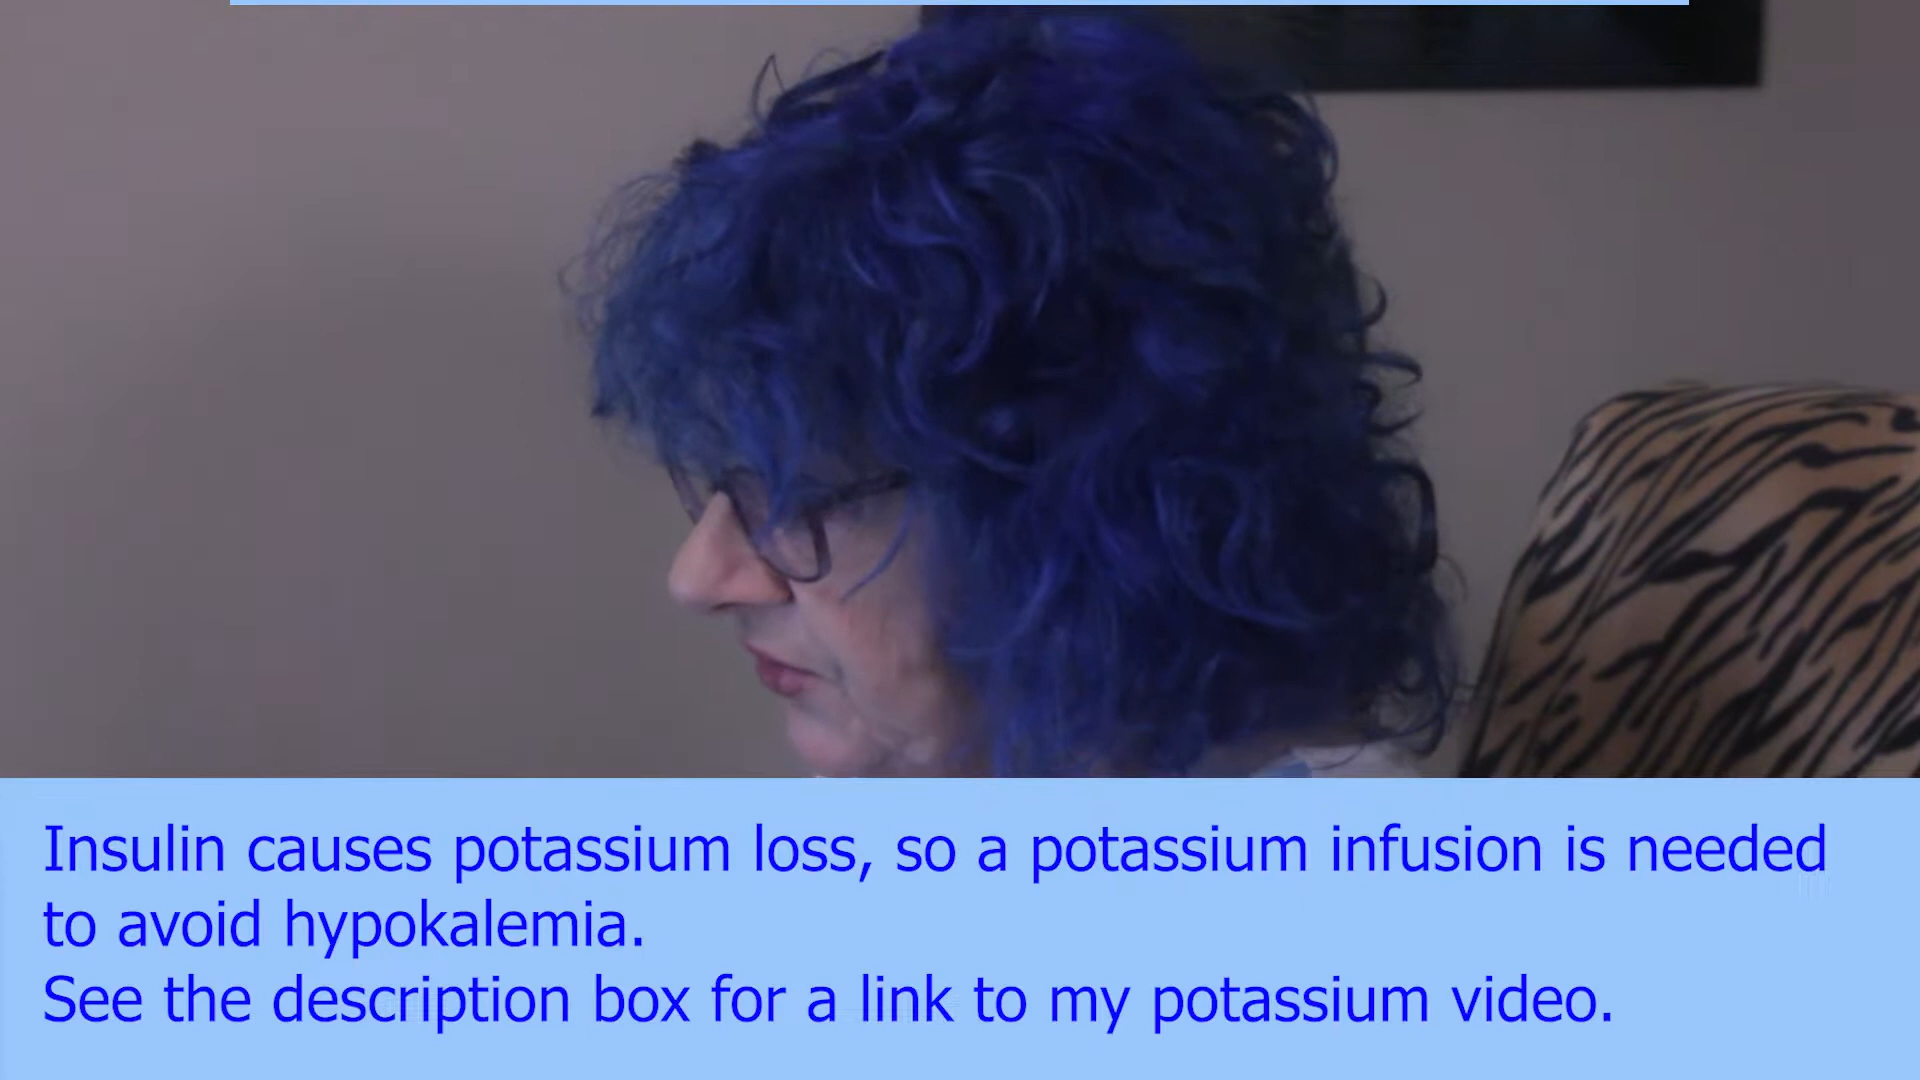 Insulin causes potassium loss, so a potassium infusion is needed
to avoid hypokalemia.
See the description box for a link to my potassium video.